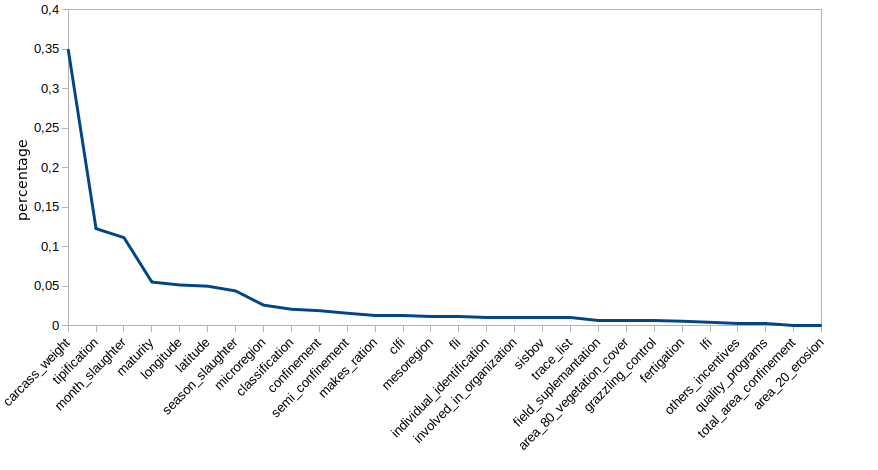 0,4
0,35
0,3
0,25
0,2
0,15
0,1
0,05
0
percentage
carcass_weight
tipification
month_slaughter
maturity
longitude
latitude
season_slaughter
microregion
classification
confinement
semi_confinement
makes_ration
clfi
mesoregion
fli
individual_identification
involved_in_organization
sisbov
trace_list
field_suplemantation
area_80_vegetation_cover
grazzling_control
fertigation
lfi
others_incentives
quality_programs
total_area_confinement
area_20_erosion